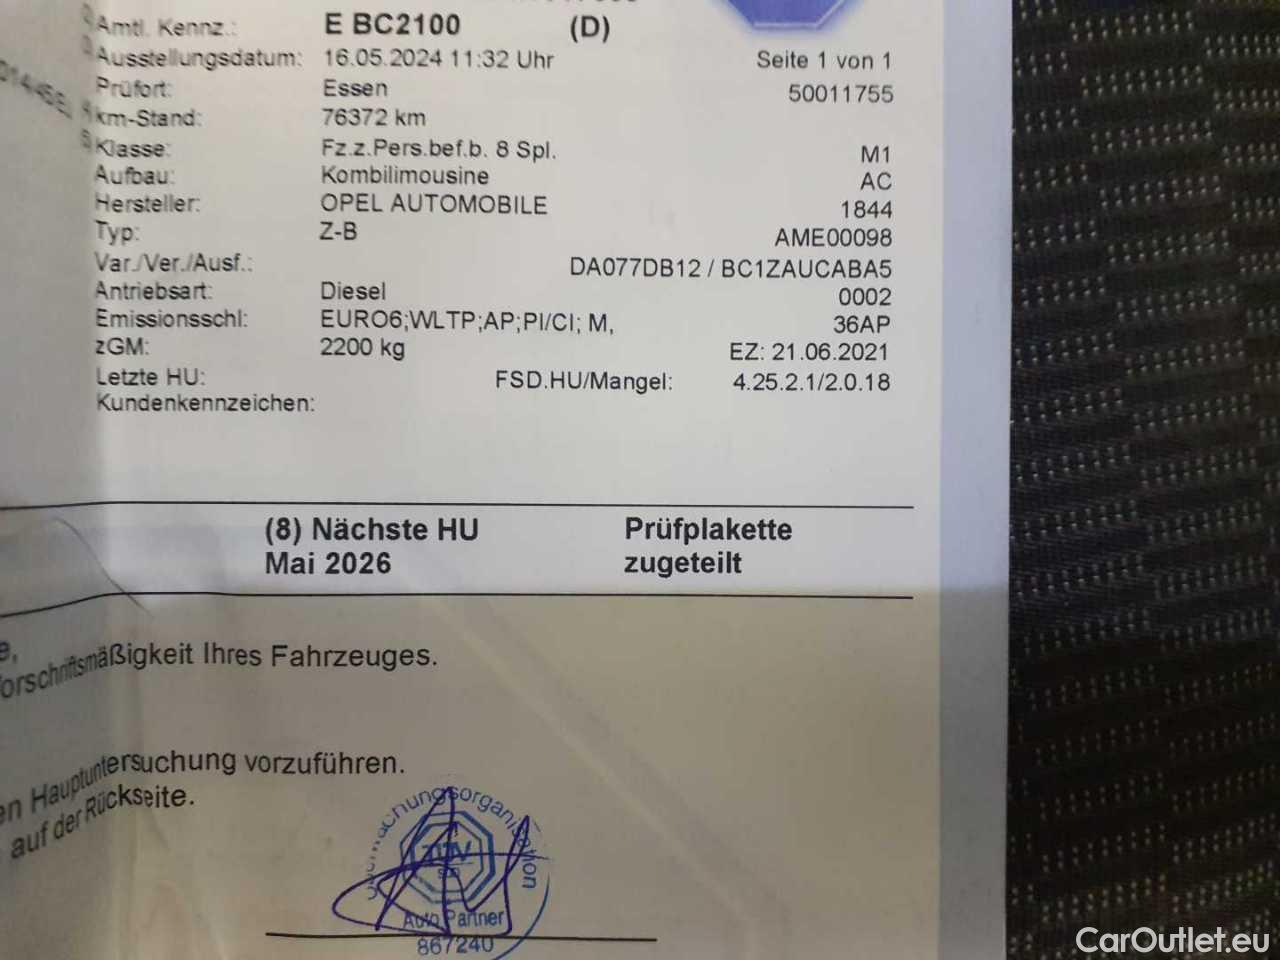 Amtl. Kennz.: E BC2100 (D)
Ausstellungsdatum: 16.05.2024 11:32 Uhr Seite 1 von 1
Prüfort: Essen 50011755
km-Stand: 76372 km
Klasse: Fz.z.Pers.bef.b. 8 Spl. M1
Aufbau: Kombilimousine AC
Hersteller: OPEL AUTOMOBILE 1844
Typ: Z-B AME00098
Var./Ver./Ausf.: DA077DB12 / BC1ZAUCABA5
Antriebsart: Diesel 0002
Emissionsschl: EURO6;WLTP;AP;PI/CI; M, 36AP
zGM: 2200 kg EZ: 21.06.2021
Letzte HU: FSD.HU/Mangel: 4.25.2.1/2.0.18
Kundenkennzeichen:
(8) Nächste HU Prüfplakette
Mai 2026 zugeteilt
orschriftsmäßigkeit Ihres Fahrzeuges.
en Hauptuntersuchung vorzuführen.
auf der Rückseite.
TÜV
SÜD
Auto Partner
867240
CarOutlet.eu